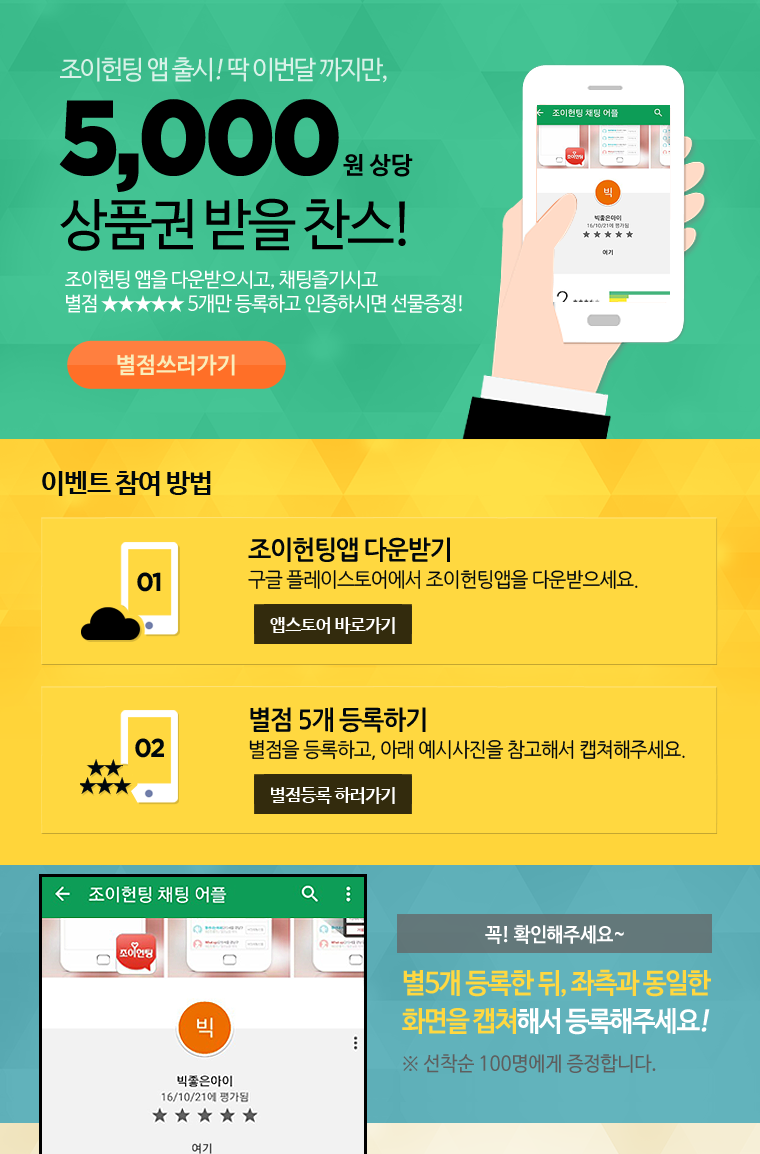 조이헌팅 앱 출시! 딱 이번달 까지만,
5,000 원 상당
상품권 받을 찬스!
조이헌팅 앱을 다운받으시고, 채팅즐기시고
별점 ★★★★★ 5개만 등록하고 인증하시면 선물증정!
별점쓰러가기
조이헌팅 채팅 어플
조이헌팅
빅
빅좋은아이
16/10/21에 평가됨
★ ★ ★ ★ ★
여기
이벤트 참여 방법
01
조이헌팅앱 다운받기
구글 플레이스토어에서 조이헌팅앱을 다운받으세요.
앱스토어 바로가기
02
별점 5개 등록하기
별점을 등록하고, 아래 예시사진을 참고해서 캡쳐해주세요.
별점등록 하러가기
조이헌팅 채팅 어플
조이헌팅
빅
빅좋은아이
16/10/21에 평가됨
★ ★ ★ ★ ★
여기
꼭! 확인해주세요~
별5개 등록한 뒤, 좌측과 동일한
화면을 캡쳐해서 등록해주세요!
※ 선착순 100명에게 증정합니다.